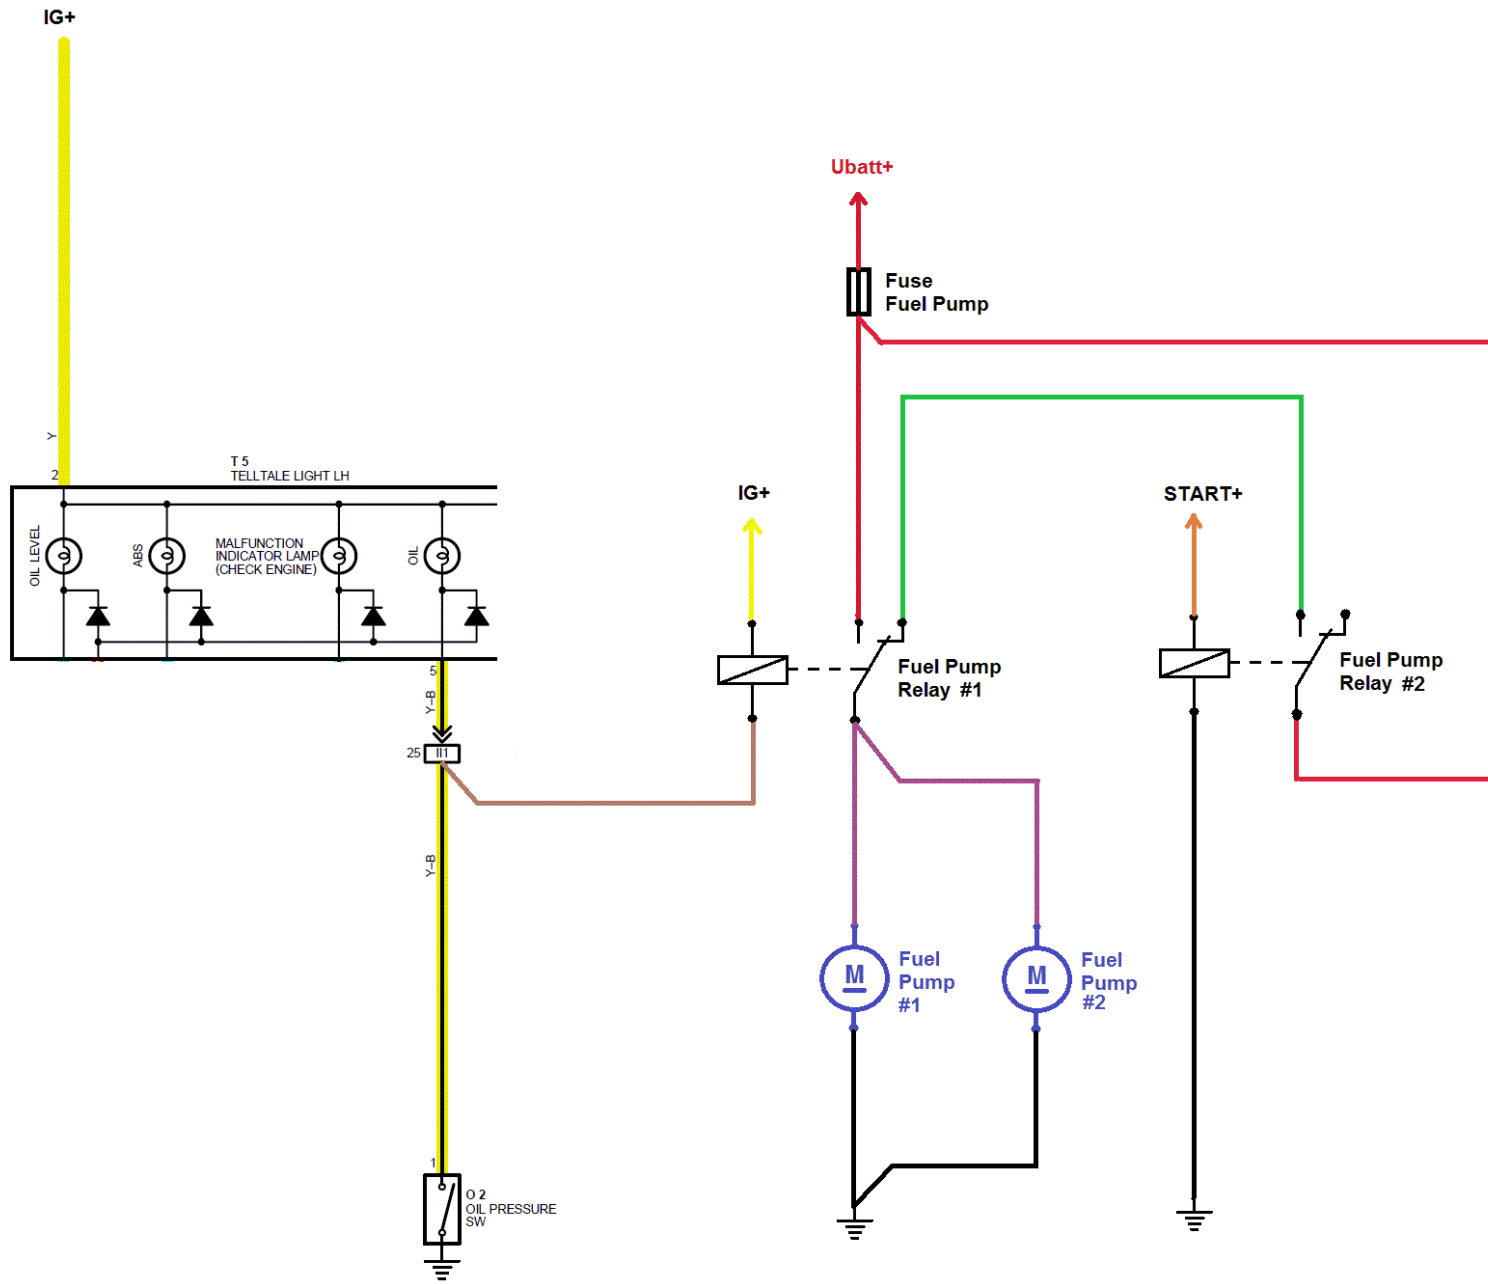 IG+
Ubatt+
Fuse
Fuel Pump
Y
2
T 5
TELLTALE LIGHT LH
IG+
START+
OIL LEVEL
ABS
MALFUNCTION
INDICATOR LAMP
(CHECK ENGINE)
OIL
5
Y–B
25
II1
Fuel Pump
Relay #1
Fuel Pump
Relay #2
Y–B
M
Fuel
Pump
#1
M
Fuel
Pump
#2
1
O 2
OIL PRESSURE
SW